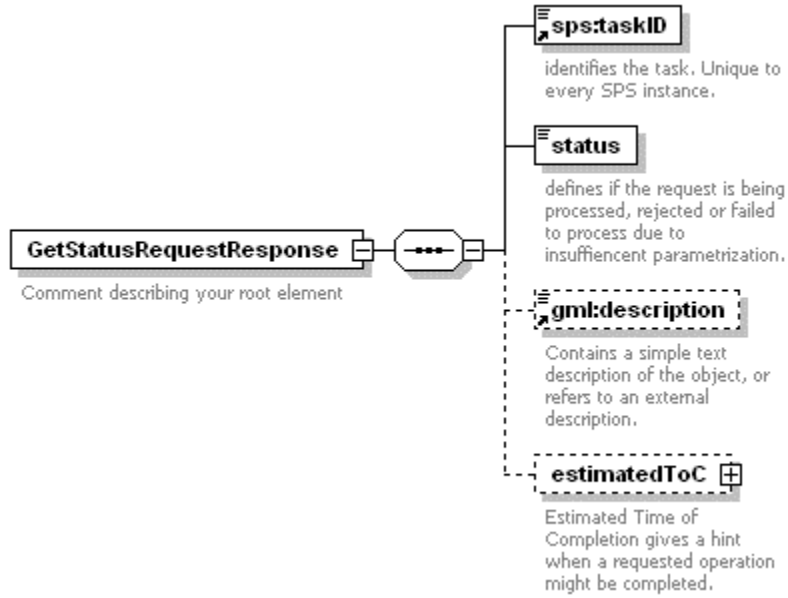 sps:taskID
identifies the task. Unique to
every SPS instance.
status
defines if the request is being
processed, rejected or failed
to process due to
insuffiencent parametrization.
GetStatusRequestResponse
Comment describing your root element
gml:description
Contains a simple text
description of the object, or
refers to an external
description.
estimatedToC
Estimated Time of
Completion gives a hint
when a requested operation
might be completed.